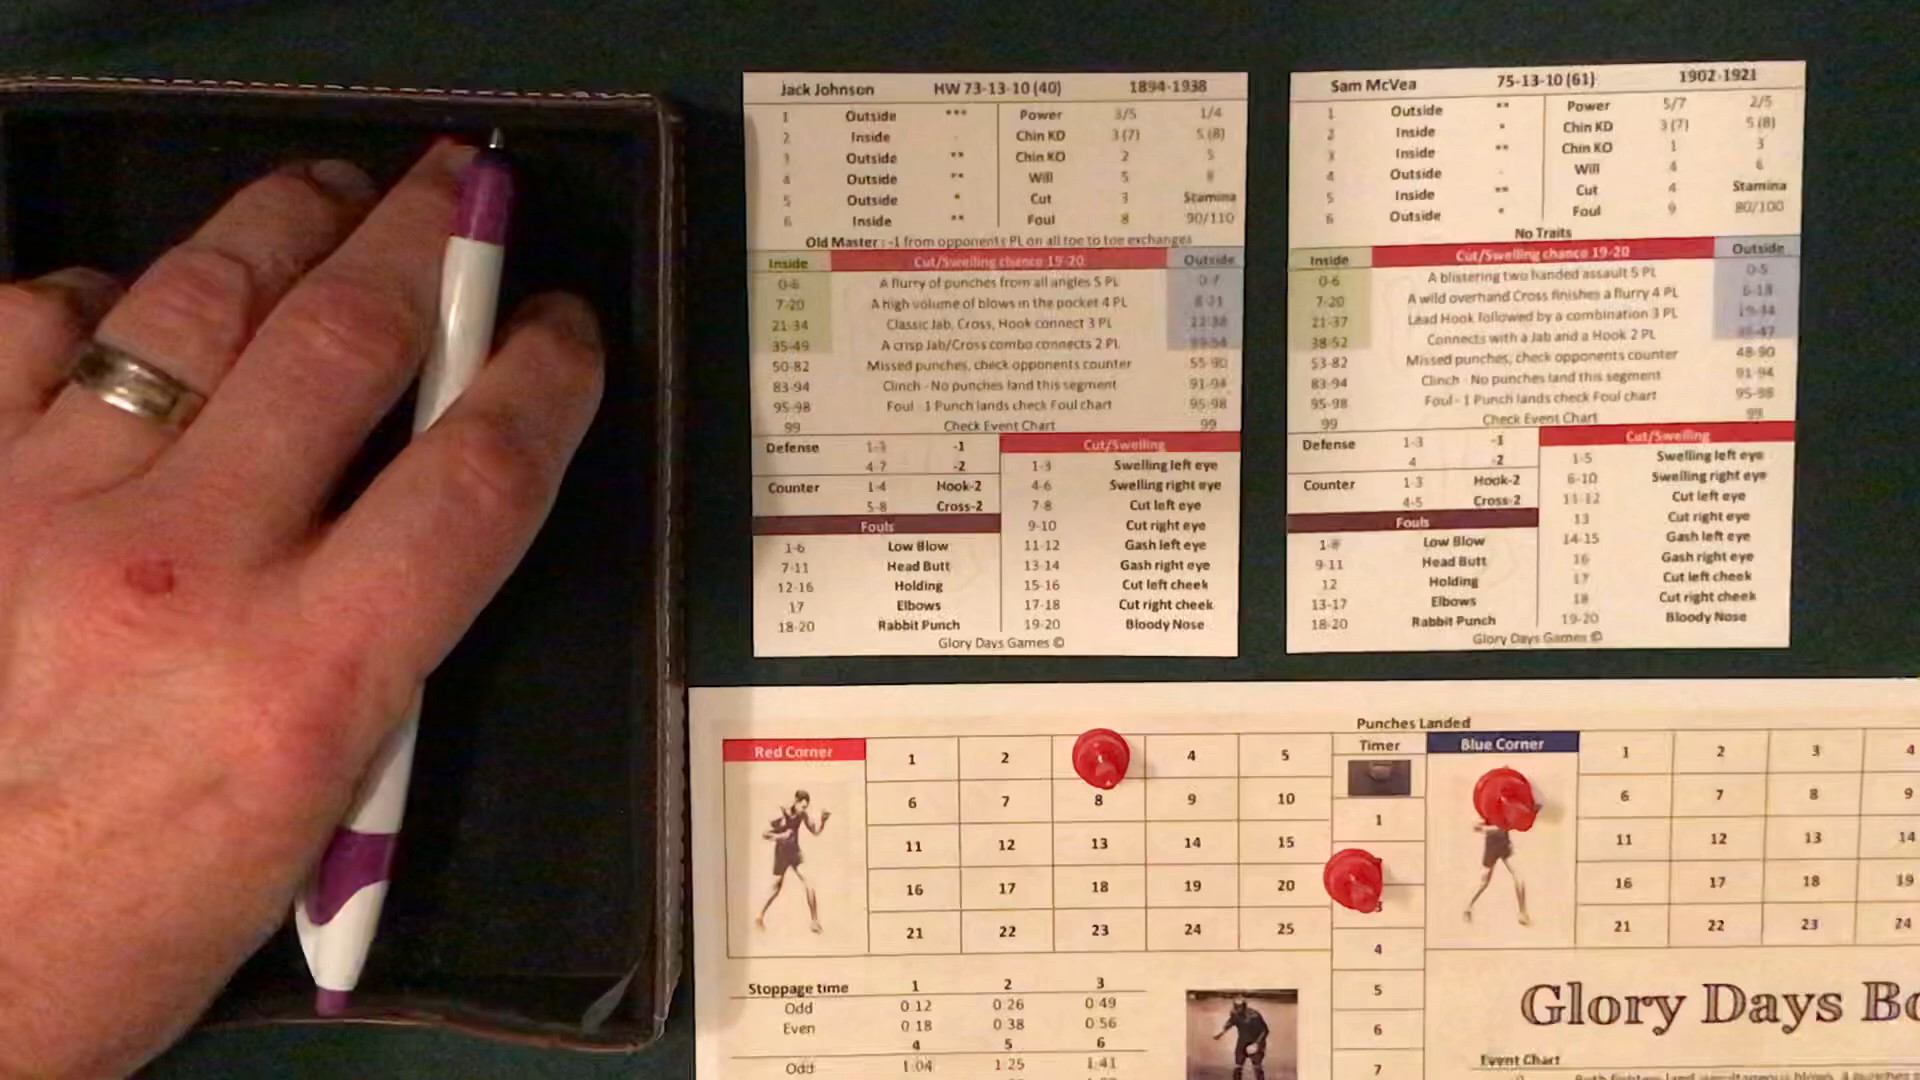 Jack Johnson HW 73-13-10 (40) 1894-1938
1 Outside *** Power 3/5 1/4
2 Inside Chin KD 3 (7) 5 (8)
3 Outside ** Chin KO 2 5
4 Outside ** Will 5 8
5 Outside * Cut 3 Stamina
6 Inside ** Foul 8 90/110
Old Master : -1 from opponents PL on all toe to toe exchanges
Inside Cut/Swelling chance 19-20 Outside
0-6 A flurry of punches from all angles 5 PL 0-7
7-20 A high volume of blows in the pocket 4 PL 8-21
21-34 Classic Jab, Cross, Hook connect 3 PL
35-49 A crisp Jab/Cross combo connects 2 PL
50-82 Missed punches, check opponents counter 55-90
83-94 Clinch - No punches land this segment 91-94
95-98 Foul - 1 Punch lands check Foul chart 95-98
99 Check Event Chart 99
Defense 1-3 -1
4-7 -2
Counter 1-4 Hook-2
5-8 Cross-2
Fouls
1-6 Low Blow
7-11 Head Butt
12-16 Holding
17 Elbows
18-20 Rabbit Punch
Cut/Swelling
1-3 Swelling left eye
4-6 Swelling right eye
7-8 Cut left eye
9-10 Cut right eye
11-12 Gash left eye
13-14 Gash right eye
15-16 Cut left cheek
17-18 Cut right cheek
19-20 Bloody Nose
Glory Days Games ©
Sam McVea 75-13-10 (61) 1902-1921
1 Outside ** Power 5/7 2/5
2 Inside * Chin KD 3 (7) 5 (8)
3 Inside ** Chin KO 1 3
4 Outside Will 4 6
5 Inside ** Cut 4 Stamina
6 Outside * Foul 9 80/100
No Traits
Inside Cut/Swelling chance 19-20 Outside
0-6 A blistering two handed assault 5 PL 0-5
7-20 A wild overhand Cross finishes a flurry 4 PL 6-18
21-37 Lead Hook followed by a combination 3 PL
38-52 Connects with a Jab and a Hook 2 PL
53-82 Missed punches, check opponents counter 48-90
83-94 Clinch - No punches land this segment 91-94
95-98 Foul - 1 Punch lands check Foul chart 95-98
99 Check Event Chart 99
Defense 1-3 -1
4 -2
Counter 1-3 Hook-2
4-5 Cross-2
Fouls
1-8 Low Blow
9-11 Head Butt
12 Holding
13-17 Elbows
18-20 Rabbit Punch
Cut/Swelling
1-5 Swelling left eye
6-10 Swelling right eye
11-12 Cut left eye
13 Cut right eye
14-15 Gash left eye
16 Gash right eye
17 Cut left cheek
18 Cut right cheek
19-20 Bloody Nose
Glory Days Games ©
Punches Landed
Red Corner 1 2 4 5
6 7 8 9 10
11 12 13 14 15
16 17 18 19 20
21 22 23 24 25
Timer
1
3
4
5
6
7
Blue Corner 1 2 3 4
6 7 8 9
11 12 13 14
16 17 18 19
21 22 23 24
Stoppage time 1 2 3
Odd 0:12 0:26 0:49
Even 0:18 0:38 0:56
4 5 6
Odd 1:04 1:25 1:41
Glory Days Bo
Event Chart